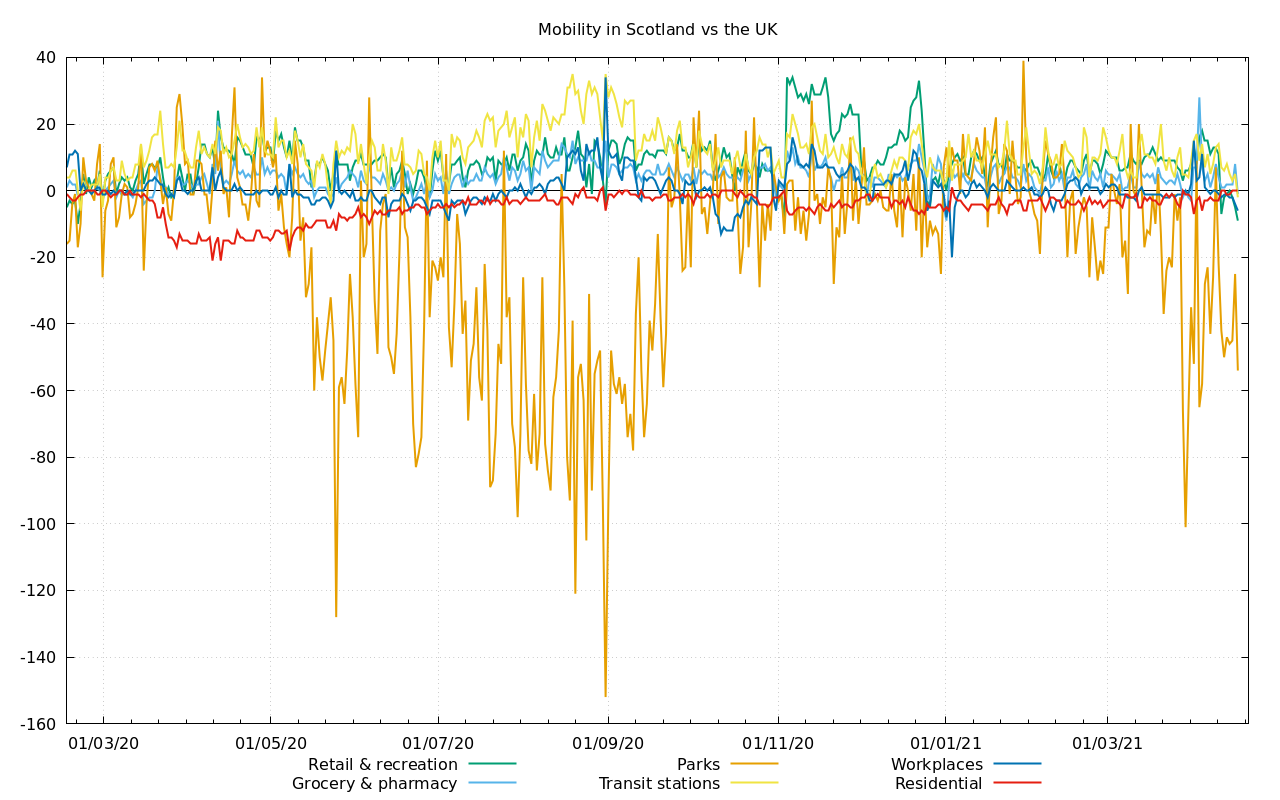 Mobility in Scotland vs the UK
40
20
0
-20
-40
-60
-80
-100
-120
-140
-160
01/03/20 01/05/20 01/07/20 01/09/20 01/11/20 01/01/21 01/03/21
Retail & recreation Parks Workplaces
Grocery & pharmacy Transit stations Residential